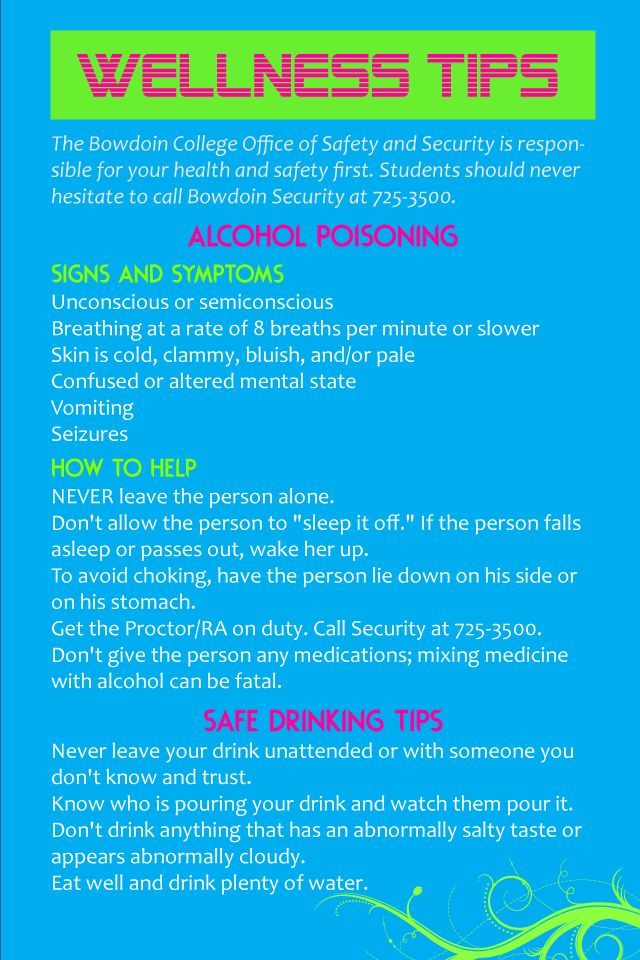 WELLNESS TIPS
The Bowdoin College Office of Safety and Security is respon-
sible for your health and safety first. Students should never
hesitate to call Bowdoin Security at 725-3500.
ALCOHOL POISONING
SIGNS AND SYMPTOMS
Unconscious or semiconscious
Breathing at a rate of 8 breaths per minute or slower
Skin is cold, clammy, bluish, and/or pale
Confused or altered mental state
Vomiting
Seizures
HOW TO HELP
NEVER leave the person alone.
Don't allow the person to "sleep it off." If the person falls
asleep or passes out, wake her up.
To avoid choking, have the person lie down on his side or
on his stomach.
Get the Proctor/RA on duty. Call Security at 725-3500.
Don't give the person any medications; mixing medicine
with alcohol can be fatal.
SAFE DRINKING TIPS
Never leave your drink unattended or with someone you
don't know and trust.
Know who is pouring your drink and watch them pour it.
Don't drink anything that has an abnormally salty taste or
appears abnormally cloudy.
Eat well and drink plenty of water.